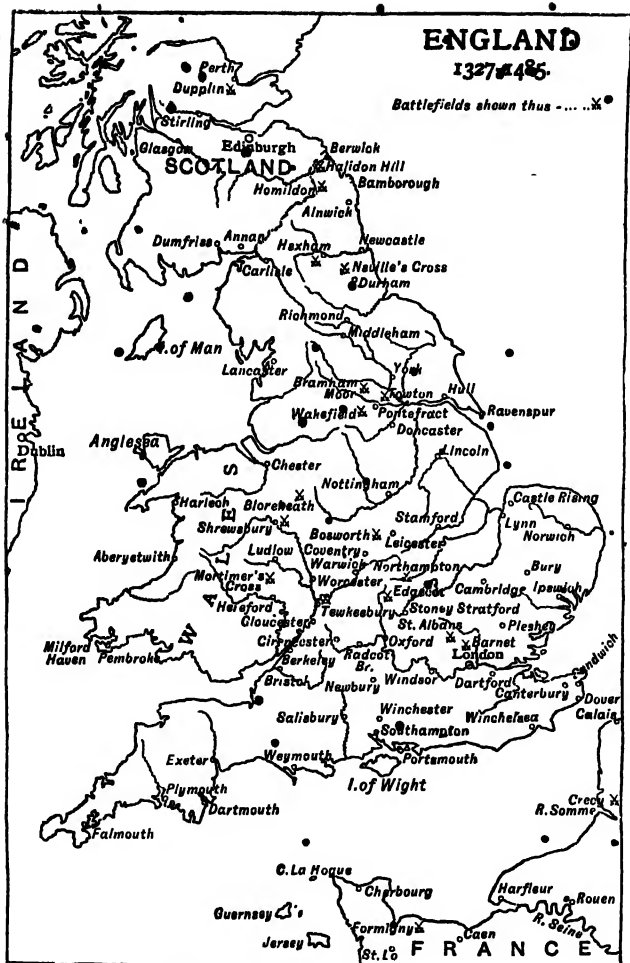 ENGLAND
1327-1485.
Battlefields shown thus - ... ..
Perth
Dupplin
Stirling
Glasgow
Edinburgh
SCOTLAND
Berwick
Halidon Hill
Homildon
Bamborough
Alnwick
Dumfries
Annan
Hexham
Newcastle
Carlisle
Neville's Cross
Durham
Richmond
Middleham
I. of Man
Lancaster
York
Bramham
Moor
Towton
Hull
Wakefield
Pontefract
Ravenspur
Doncaster
IRELAND
Dublin
Anglesea
Chester
Lincoln
Nottingham
Harlech
Bloreheath
Castle Rising
Shrewsbury
Stamford
Lynn
Norwich
Bosworth
Leicester
Aberystwith
Ludlow
Coventry
Warwick
Northampton
Bury
Mortimer's
Cross
Worcester
Edgecot
Cambridge
Ipswich
WALES
Hereford
Tewkesbury
Stoney Stratford
Gloucester
St. Albans
Pleshey
Milford
Haven
Pembroke
Cirencester
Oxford
Barnet
Berkeley
Radcot
Br.
London
Bristol
Newbury
Windsor
Dartford
Sandwich
Canterbury
Dover
Salisbury
Winchester
Winchelsea
Calais
Southampton
Exeter
Weymouth
Portsmouth
I. of Wight
Plymouth
Dartmouth
Falmouth
Crecy
R. Somme
C. La Hogue
Cherbourg
Harfleur
Rouen
Guernsey
R. Seine
Formigny
Jersey
Caen
St. Lo
FRANCE